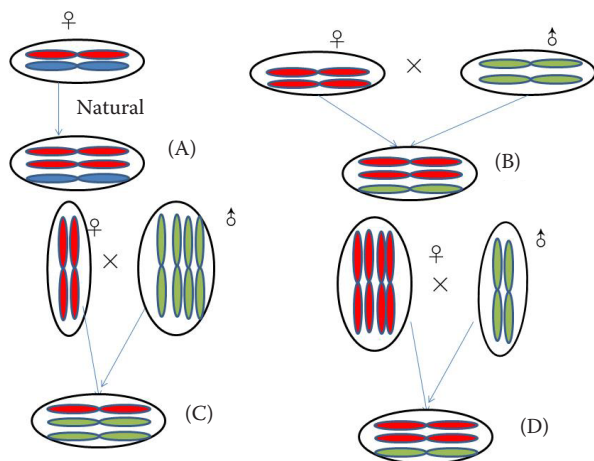 ♀
Natural
(A)
♀ × ♂
(B)
♀ × ♂
(C)
♀ × ♂
(D)